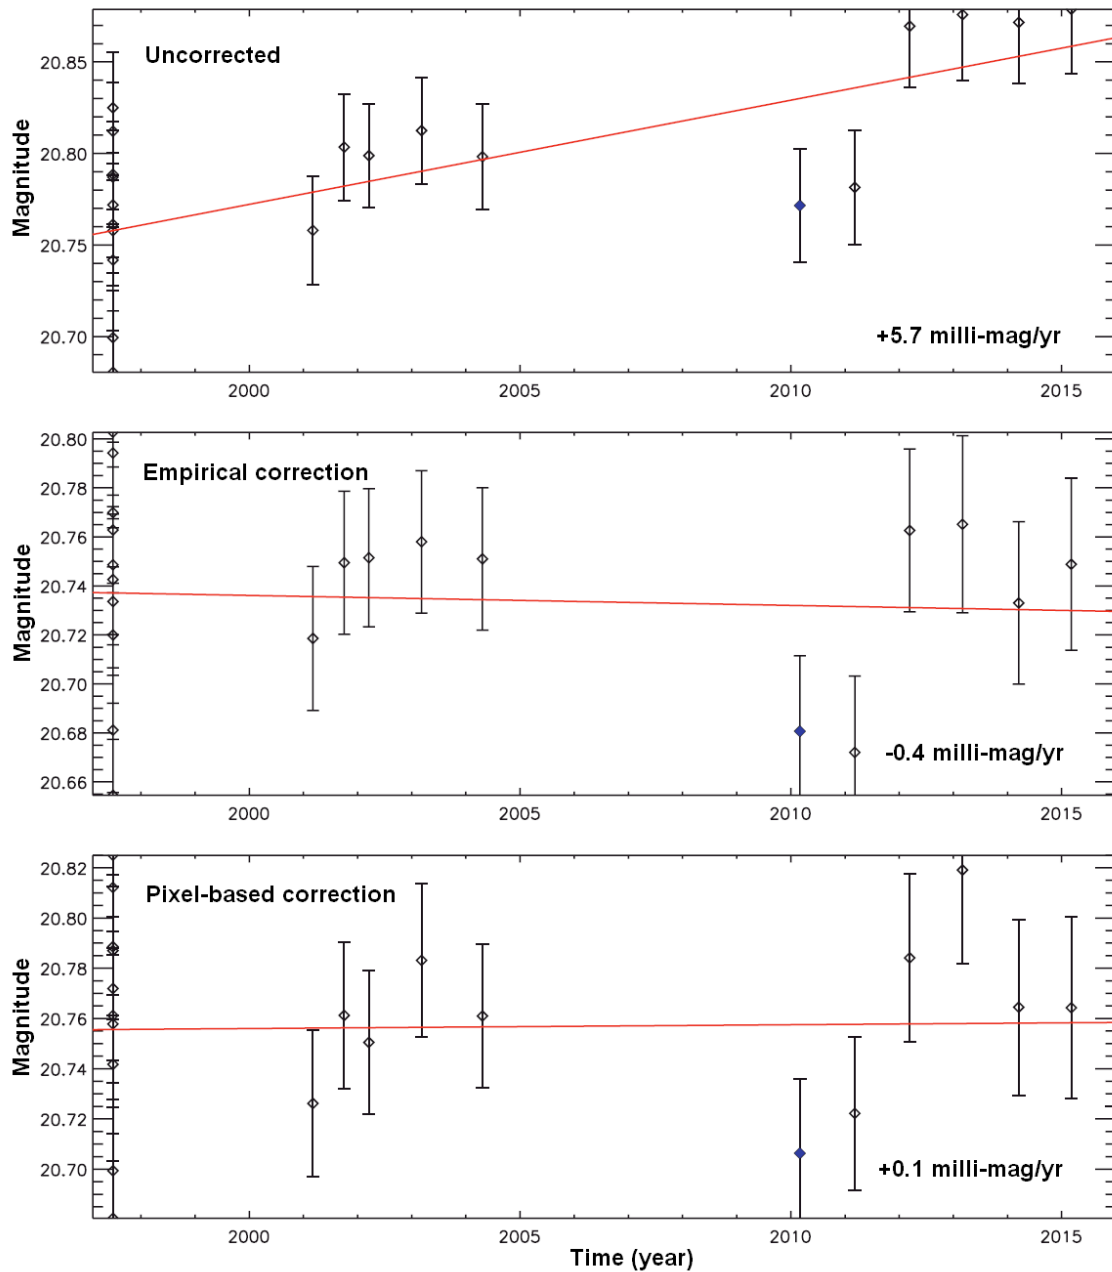 Uncorrected
20.85
20.80
20.75
20.70
Magnitude
+5.7 milli-mag/yr
2000 2005 2010 2015
Empirical correction
20.80
20.78
20.76
20.74
20.72
20.70
20.68
20.66
Magnitude
-0.4 milli-mag/yr
2000 2005 2010 2015
Pixel-based correction
20.82
20.80
20.78
20.76
20.74
20.72
20.70
Magnitude
+0.1 milli-mag/yr
2000 2005 2010 2015
Time (year)